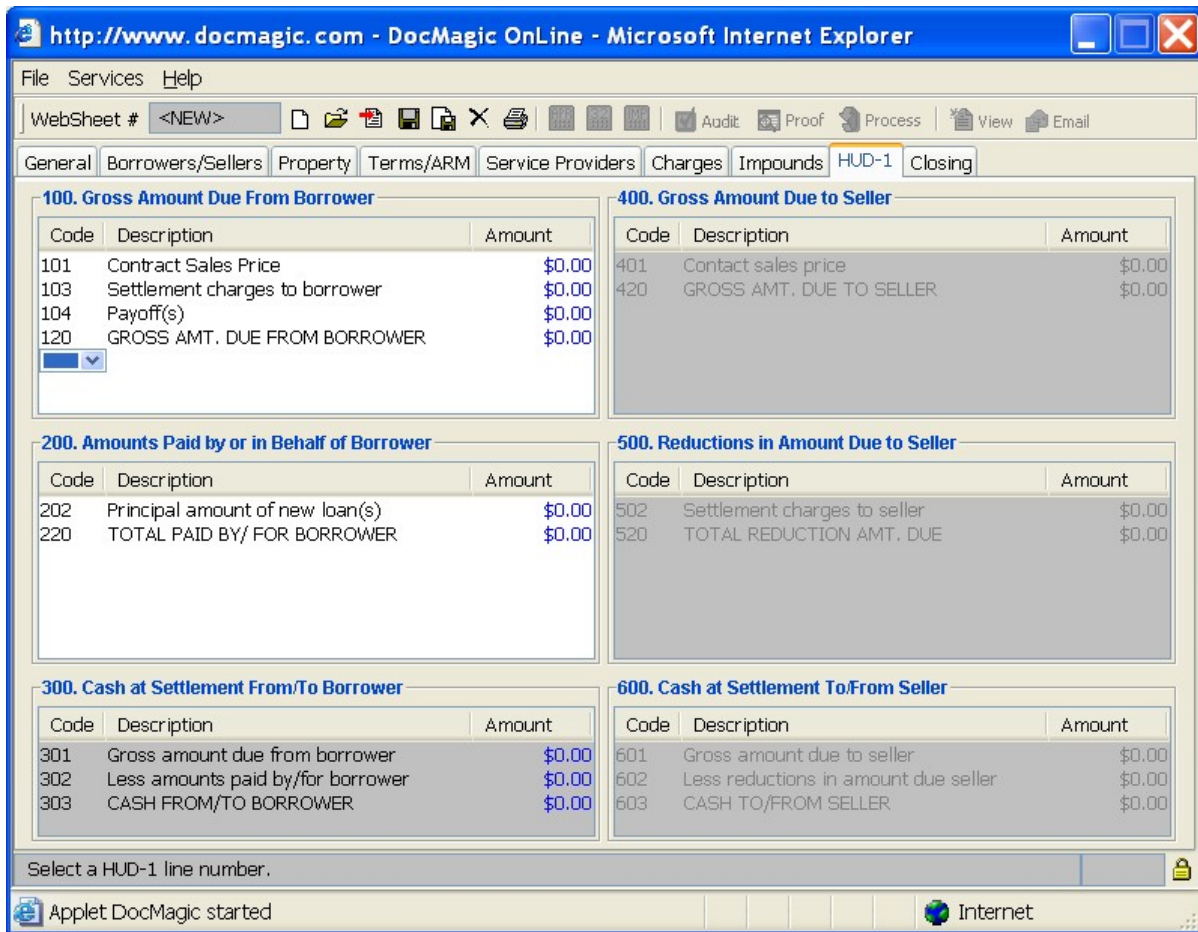 http://www.docmagic.com - DocMagic OnLine - Microsoft Internet Explorer
File Services Help
WebSheet # <NEW> Audit Proof Process View Email
General Borrowers/Sellers Property Terms/ARM Service Providers Charges Impounds HUD-1 Closing
100. Gross Amount Due From Borrower
Code Description Amount
101 Contract Sales Price $0.00
103 Settlement charges to borrower $0.00
104 Payoff(s) $0.00
120 GROSS AMT. DUE FROM BORROWER $0.00
400. Gross Amount Due to Seller
Code Description Amount
401 Contact sales price $0.00
420 GROSS AMT. DUE TO SELLER $0.00
200. Amounts Paid by or in Behalf of Borrower
Code Description Amount
202 Principal amount of new loan(s) $0.00
220 TOTAL PAID BY/ FOR BORROWER $0.00
500. Reductions in Amount Due to Seller
Code Description Amount
502 Settlement charges to seller $0.00
520 TOTAL REDUCTION AMT. DUE $0.00
300. Cash at Settlement From/To Borrower
Code Description Amount
301 Gross amount due from borrower $0.00
302 Less amounts paid by/for borrower $0.00
303 CASH FROM/TO BORROWER $0.00
600. Cash at Settlement To/From Seller
Code Description Amount
601 Gross amount due to seller $0.00
602 Less reductions in amount due seller $0.00
603 CASH TO/FROM SELLER $0.00
Select a HUD-1 line number.
Applet DocMagic started Internet